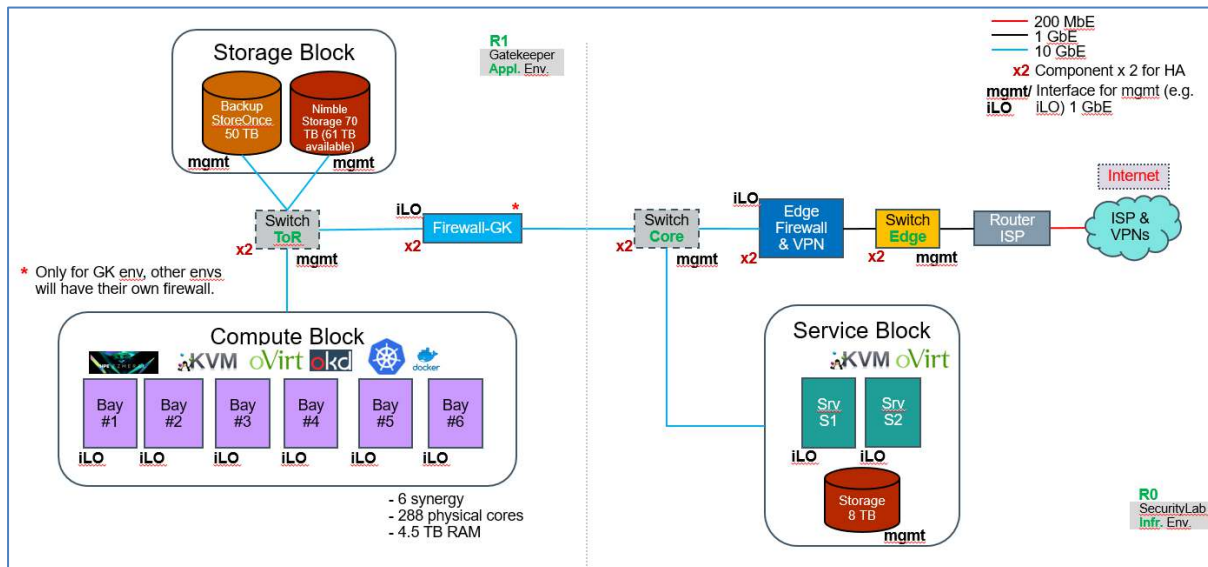 Storage Block
Backup
StoreOnce
50 TB
Nimble
Storage 70
TB (61 TB
available)
mgmt
mgmt
R1
Gatekeeper
Appl. Env.
200 MbE
1 GbE
10 GbE
x2 Component x 2 for HA
mgmt/ Interface for mgmt (e.g.
iLO iLO) 1 GbE
Switch
ToR
x2
mgmt
iLO
Firewall-GK
*
x2
Switch
Core
x2
mgmt
iLO
Edge
Firewall
& VPN
x2
Switch
Edge
x2
mgmt
Router
ISP
Internet
ISP &
VPNs
* Only for GK env, other envs
will have their own firewall.
Compute Block
KVM
oVirt
okd
docker
Bay
#1
Bay
#2
Bay
#3
Bay
#4
Bay
#5
Bay
#6
iLO
iLO
iLO
iLO
iLO
iLO
- 6 synergy
- 288 physical cores
- 4.5 TB RAM
Service Block
KVM oVirt
Srv
S1
Srv
S2
iLO
iLO
Storage
8 TB
mgmt
R0
SecurityLab
Infr. Env.